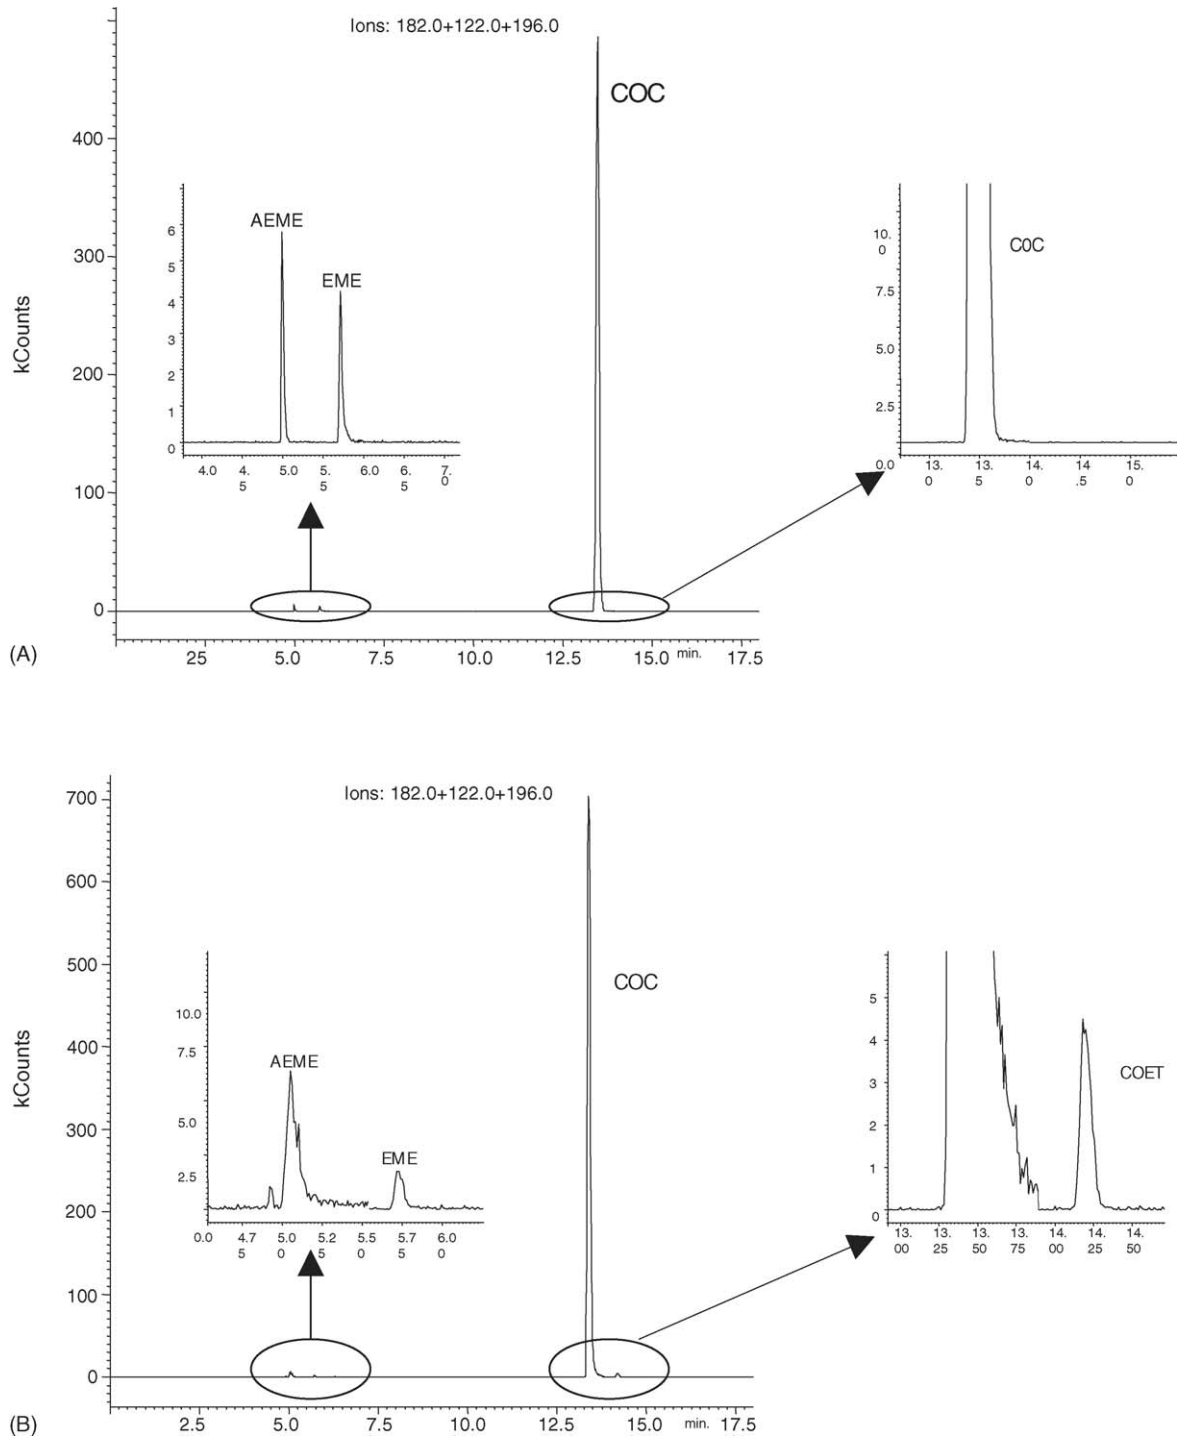 Ions: 182.0+122.0+196.0
COC
400
300
200
100
0
kCounts
AEME
EME
6
5
4
3
2
1
0
4.0 4. 5.0 5. 6.0 6. 7.
5 5 5 0
C0C
10.
0
7.5
5.0
2.5
0.0
13. 13. 14. 14 15.
0 5 0 .5 0
25 5.0 7.5 10.0 12.5 15.0 min. 17.5
(A)
Ions: 182.0+122.0+196.0
COC
700
600
500
400
300
200
100
0
kCounts
AEME
EME
10.0
7.5
5.0
2.5
0.0 4.7 5. 5.2 5.5 5.7 6.
5 0 5 0 5 0
COET
5
4
3
2
1
0
13. 13. 13. 13. 14. 14. 14.
00 25 50 75 00 25 50
2.5 5.0 7.5 10.0 12.5 15.0 min. 17.5
(B)